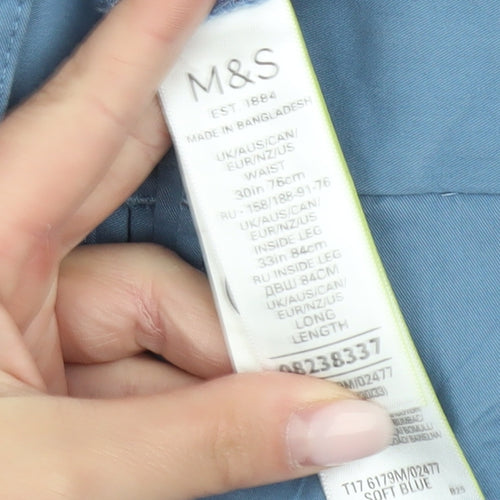 M&S
EST. 1884
MADE IN BANGLADESH
UK/AUS/CAN/
EUR/NZ/US
WAIST
30in 76cm
RU- 158/188-91-76
UK/AUS/CAN/
EUR/NZ/US
INSIDE LEG
33in 84cm
RU INSIDE LEG
ДВШ 84CM
UK/AUS/CAN/
EUR/NZ/US
LONG
LENGTH
08238337
9M/02477
T17 6179M/02477
SOFT BLUE